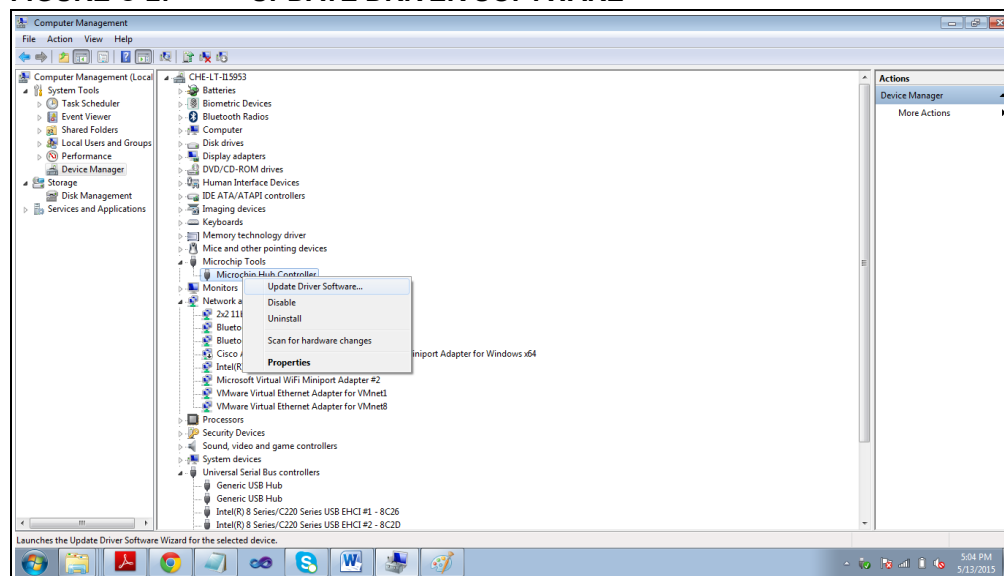 Computer Management
File Action View Help
Computer Management (Local
System Tools
Task Scheduler
Event Viewer
Shared Folders
Local Users and Groups
Performance
Device Manager
Storage
Disk Management
Services and Applications
CHE-LT-I15953
Batteries
Biometric Devices
Bluetooth Radios
Computer
Disk drives
Display adapters
DVD/CD-ROM drives
Human Interface Devices
IDE ATA/ATAPI controllers
Imaging devices
Keyboards
Memory technology driver
Mice and other pointing devices
Microchip Tools
Microchip Hub Controller
Monitors
Network a
2x2 11b
Blueto
Blueto
Cisco A
iniport Adapter for Windows x64
Intel(R)
Microsoft Virtual WiFi Miniport Adapter #2
VMware Virtual Ethernet Adapter for VMnet1
VMware Virtual Ethernet Adapter for VMnet8
Processors
Security Devices
Sound, video and game controllers
System devices
Universal Serial Bus controllers
Generic USB Hub
Generic USB Hub
Intel(R) 8 Series/C220 Series USB EHCI #1 - 8C26
Intel(R) 8 Series/C220 Series USB EHCI #2 - 8C2D
Update Driver Software...
Disable
Uninstall
Scan for hardware changes
Properties
Actions
Device Manager
More Actions
Launches the Update Driver Software Wizard for the selected device.
5:04 PM
5/13/2015